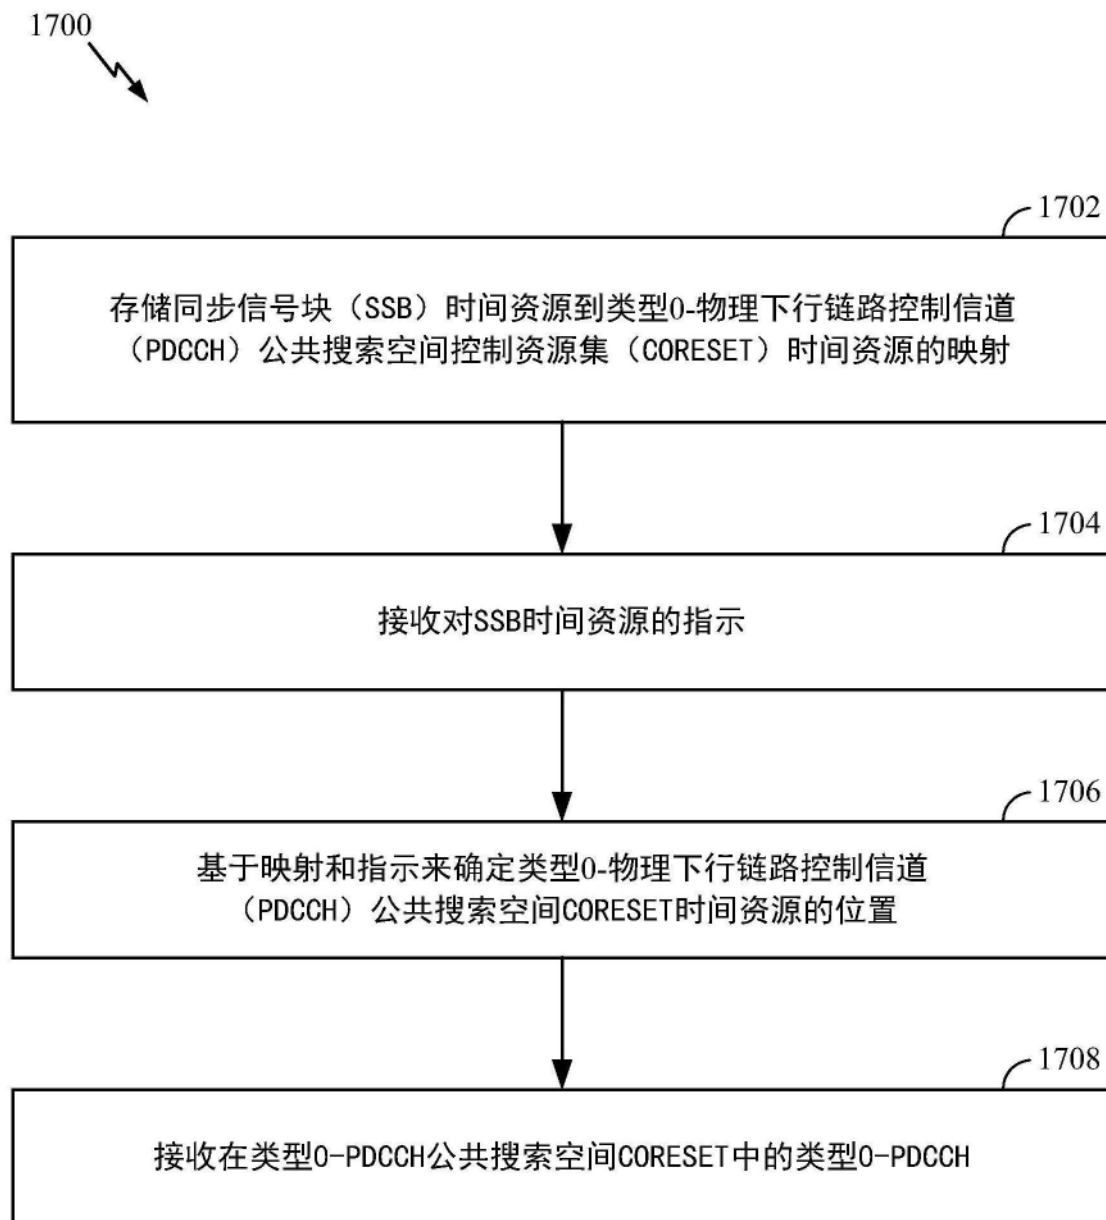 1700
1702
存储同步信号块（SSB）时间资源到类型0-物理下行链路控制信道
（PDCCH）公共搜索空间控制资源集（CORESET）时间资源的映射
1704
接收对SSB时间资源的指示
1706
基于映射和指示来确定类型0-物理下行链路控制信道
（PDCCH）公共搜索空间CORESET时间资源的位置
1708
接收在类型0-PDCCH公共搜索空间CORESET中的类型0-PDCCH